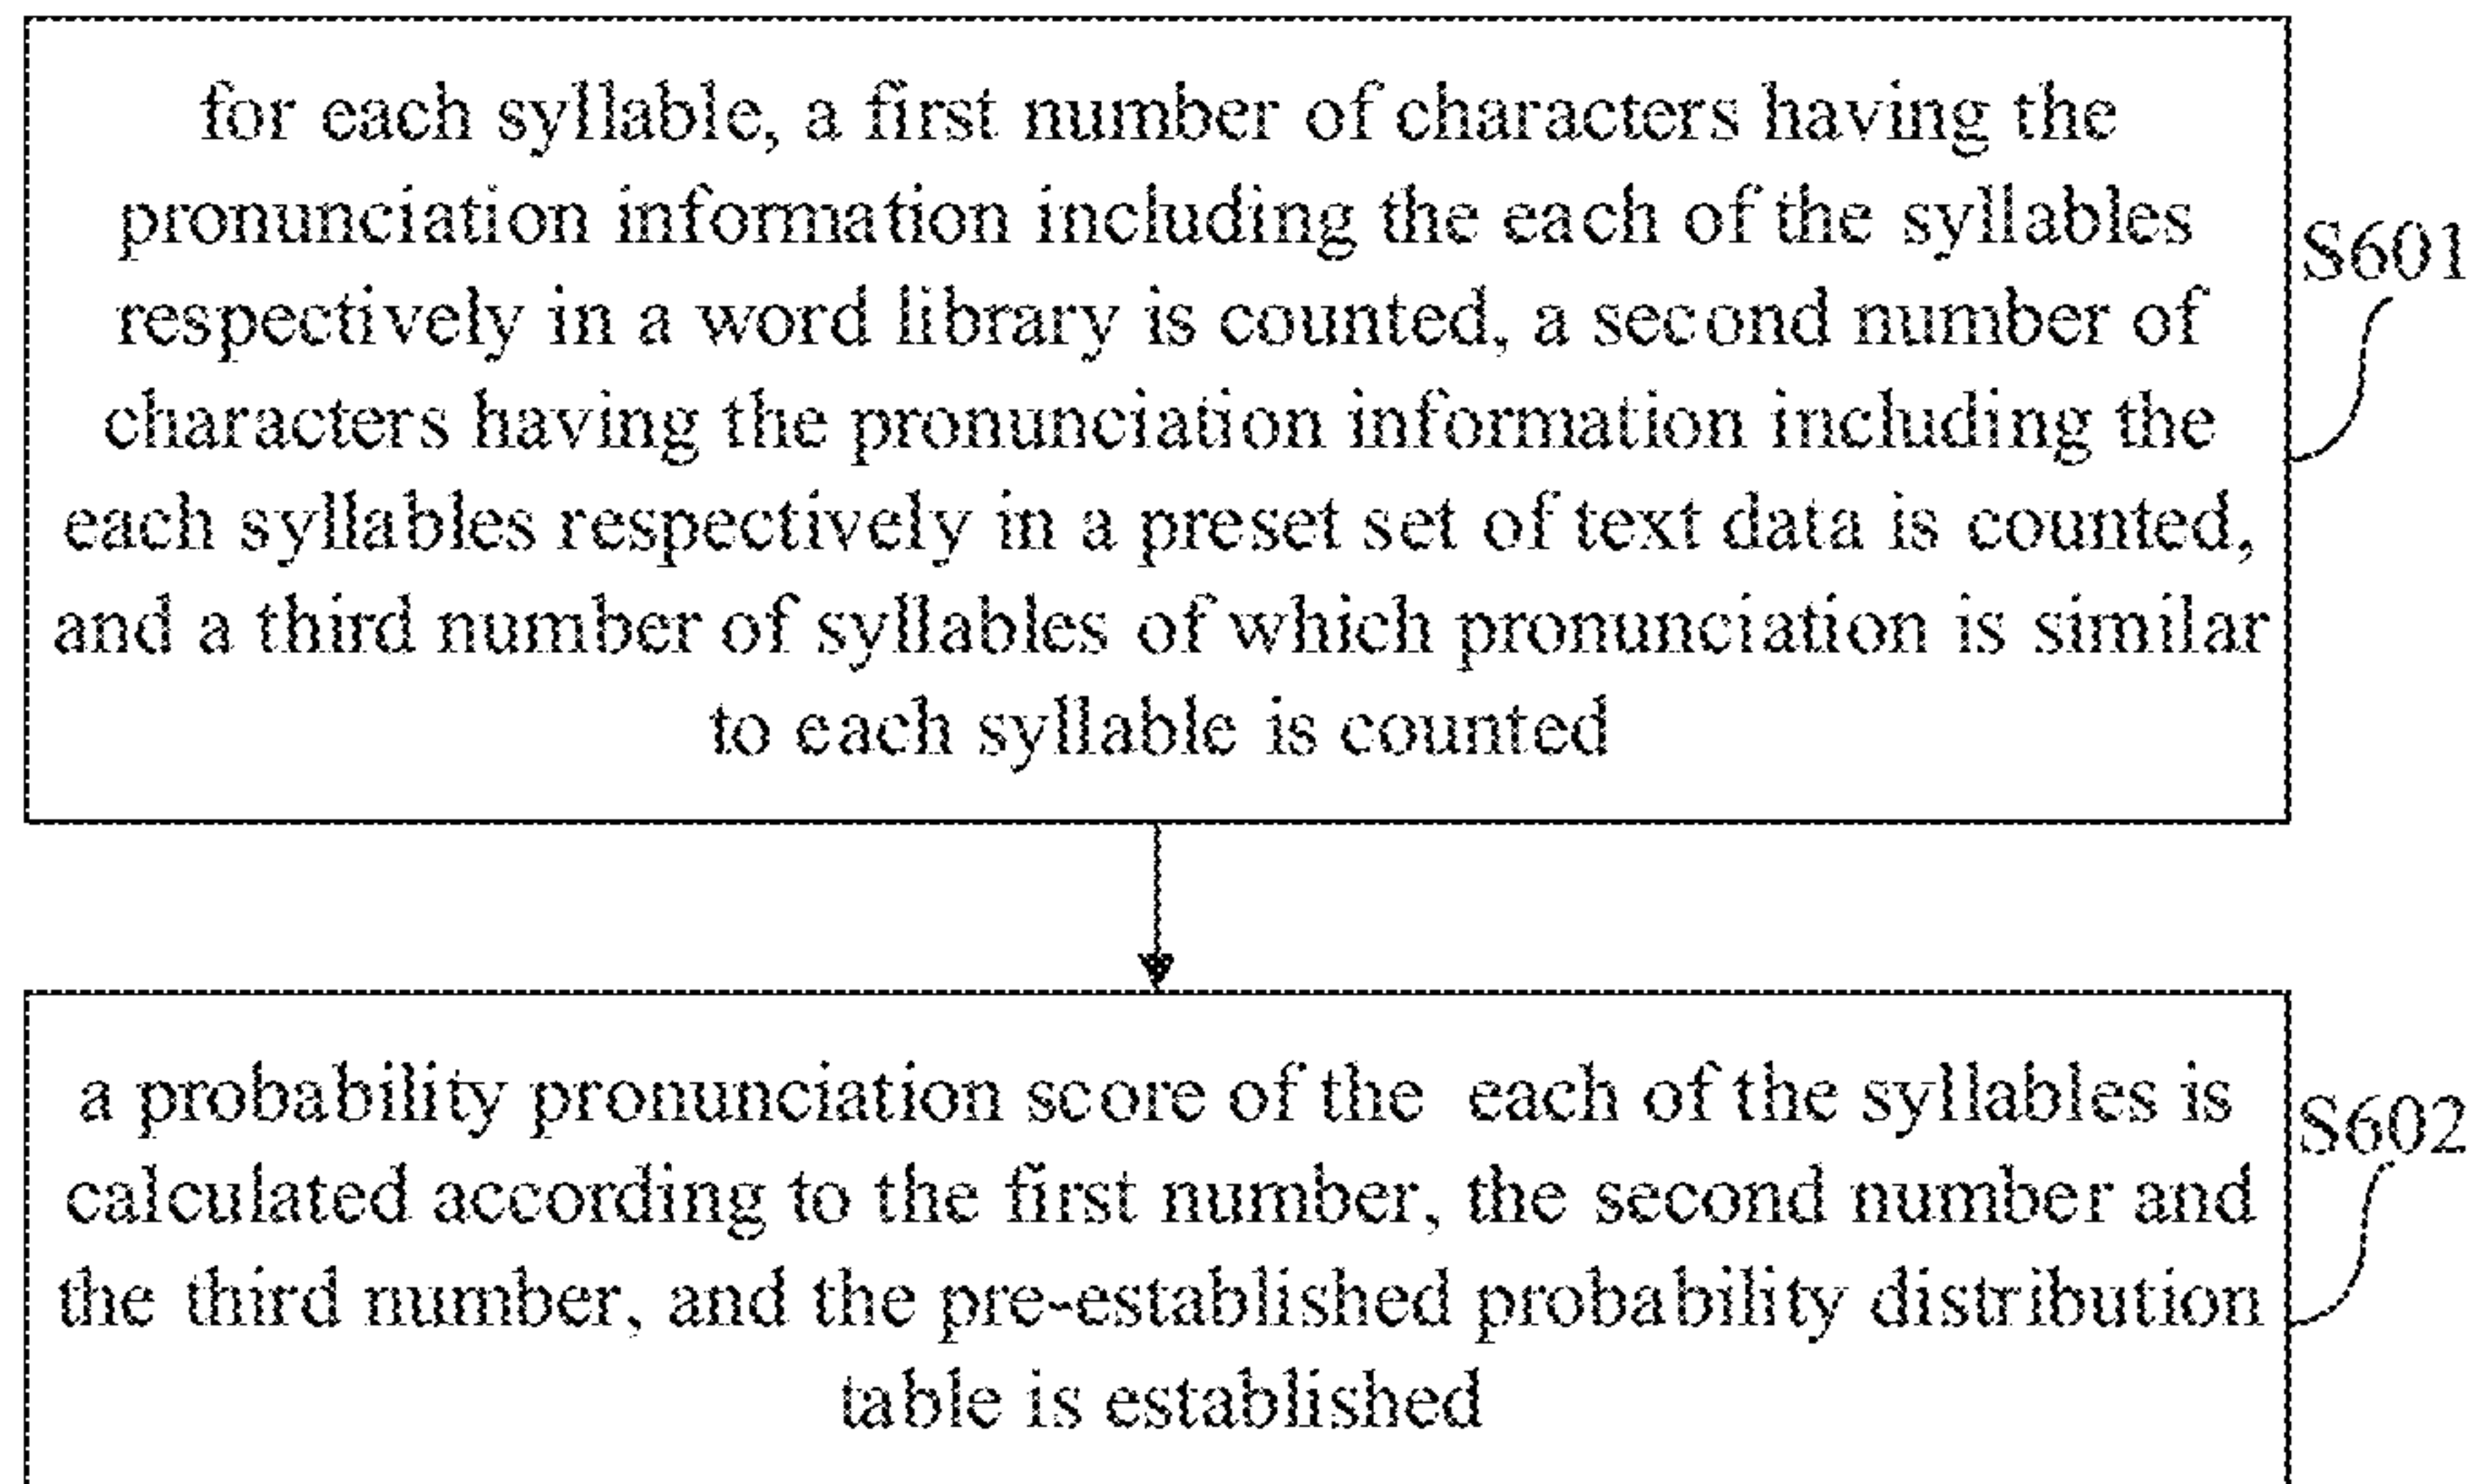 for each syllable, a first number of characters having the
pronunciation information including the each of the syllables
S601
respectively in a word library is counted, a second number of
characters having the pronunciation information including the
each syllables respectively in a preset set of text data is counted,
and a third number of syllables of which pronunciation is similar
to each syllable is counted
a probability pronunciation score of the each of the syllables is
S602
calculated according to the first number, the second number and
the third number, and the pre-established probability distribution
table is established